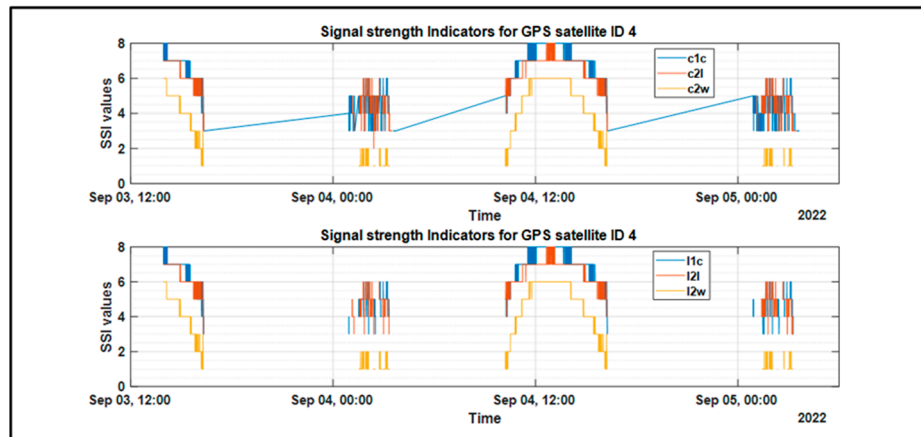 Signal strength Indicators for GPS satellite ID 4
8
6
4
2
0
SSI values
c1c
c2l
c2w
Sep 03, 12:00
Sep 04, 00:00
Sep 04, 12:00
Sep 05, 00:00
Time
2022
Signal strength Indicators for GPS satellite ID 4
8
6
4
2
0
SSI values
l1c
l2l
l2w
Sep 03, 12:00
Sep 04, 00:00
Sep 04, 12:00
Sep 05, 00:00
Time
2022